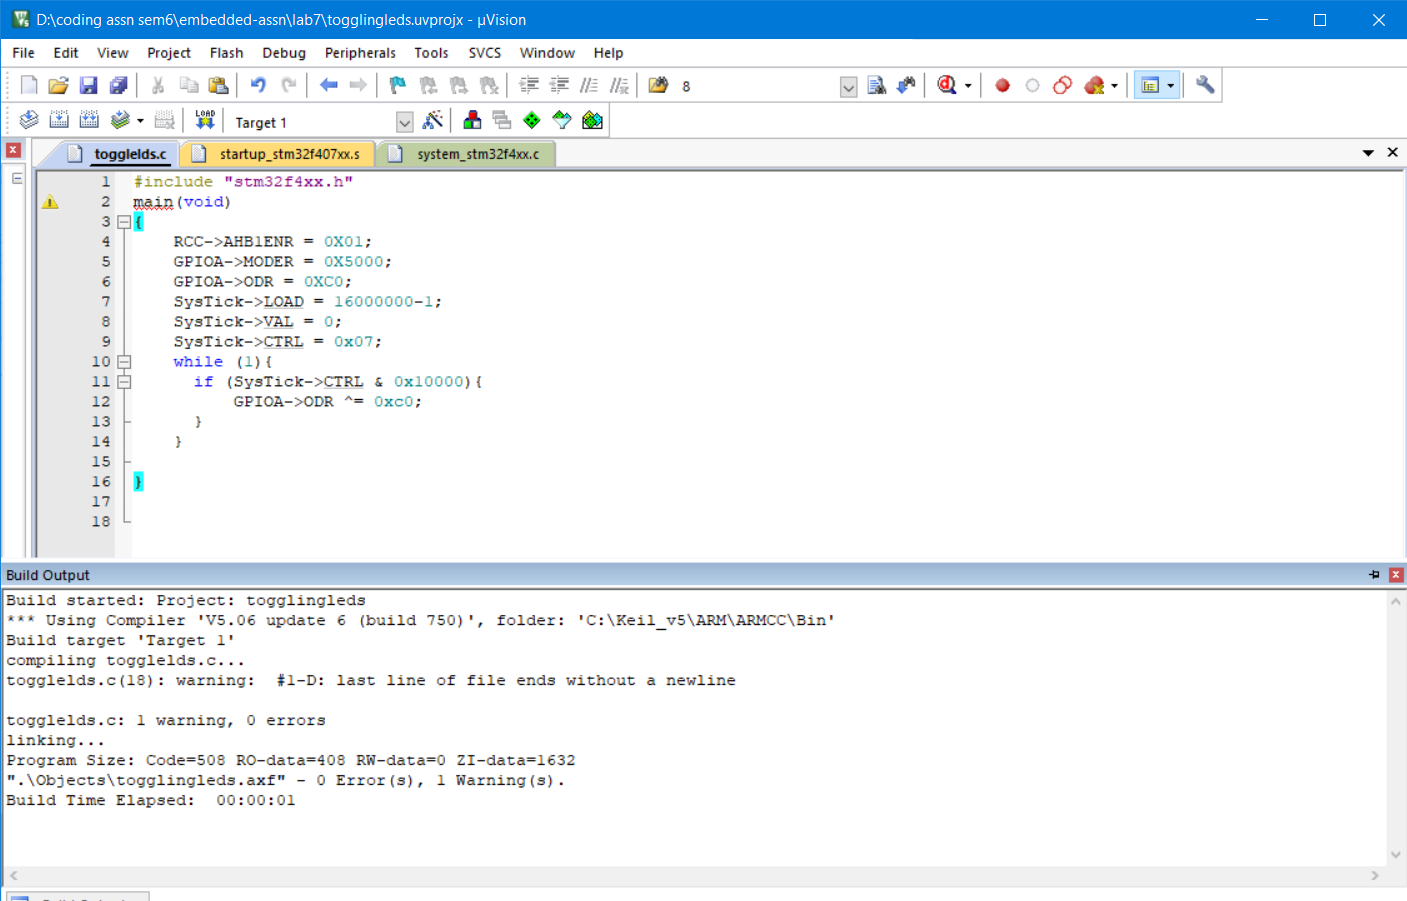 D:\coding assn sem6\embedded-assn\lab7\togglingleds.uvprojx - µVision
File Edit View Project Flash Debug Peripherals Tools SVCS Window Help
8
LOAD Target 1
togglelds.c startup_stm32f407xx.s system_stm32f4xx.c
1 #include "stm32f4xx.h"
2 main(void)
3 {
4 RCC->AHB1ENR = 0X01;
5 GPIOA->MODER = 0X5000;
6 GPIOA->ODR = 0XC0;
7 SysTick->LOAD = 16000000-1;
8 SysTick->VAL = 0;
9 SysTick->CTRL = 0x07;
10 while (1){
11 if (SysTick->CTRL & 0x10000){
12 GPIOA->ODR ^= 0xc0;
13 }
14 }
15
16 }
17
18
Build Output
Build started: Project: togglingleds
*** Using Compiler 'V5.06 update 6 (build 750)', folder: 'C:\Keil_v5\ARM\ARMCC\Bin'
Build target 'Target 1'
compiling togglelds.c...
togglelds.c(18): warning:  #1-D: last line of file ends without a newline
togglelds.c: 1 warning, 0 errors
linking...
Program Size: Code=508 RO-data=408 RW-data=0 ZI-data=1632
".\Objects\togglingleds.axf" - 0 Error(s), 1 Warning(s).
Build Time Elapsed:  00:00:01